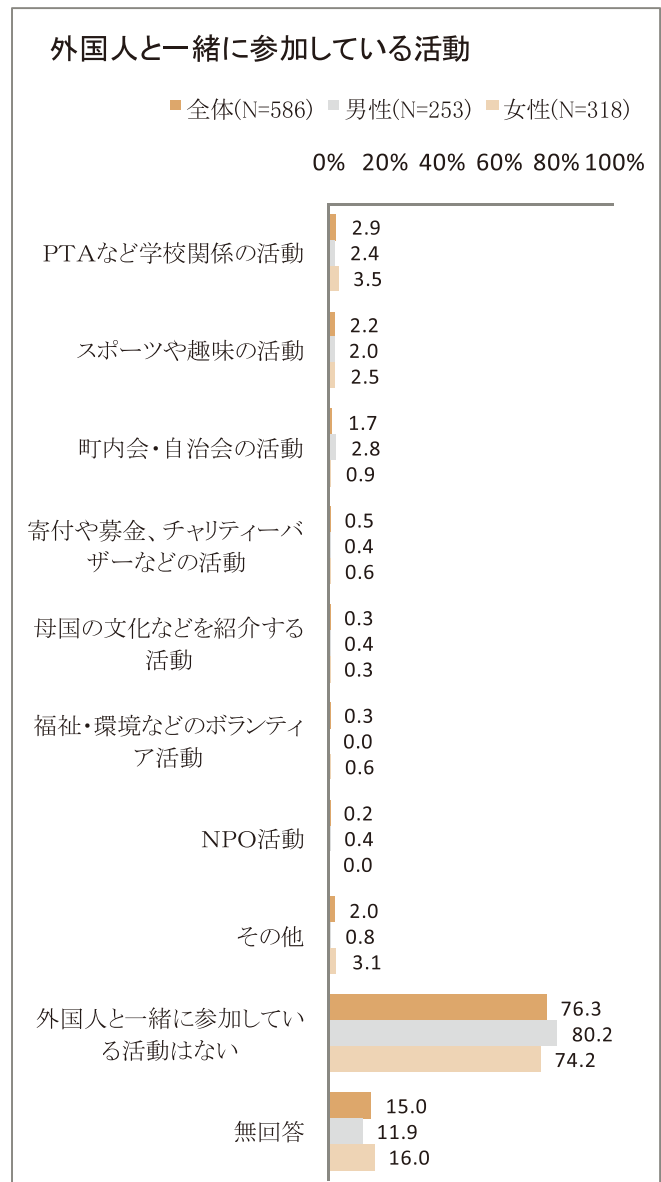 外国人と一緒に参加している活動
全体(N=586) 男性(N=253) 女性(N=318)
0% 20% 40% 60% 80% 100%
PTAなど学校関係の活動
2.9
2.4
3.5
スポーツや趣味の活動
2.2
2.0
2.5
町内会・自治会の活動
1.7
2.8
0.9
寄付や募金、チャリティーバ
ザーなどの活動
0.5
0.4
0.6
母国の文化などを紹介する
活動
0.3
0.4
0.3
福祉・環境などのボランティ
ア活動
0.3
0.0
0.6
NPO活動
0.2
0.4
0.0
その他
2.0
0.8
3.1
外国人と一緒に参加してい
る活動はない
76.3
80.2
74.2
無回答
15.0
11.9
16.0